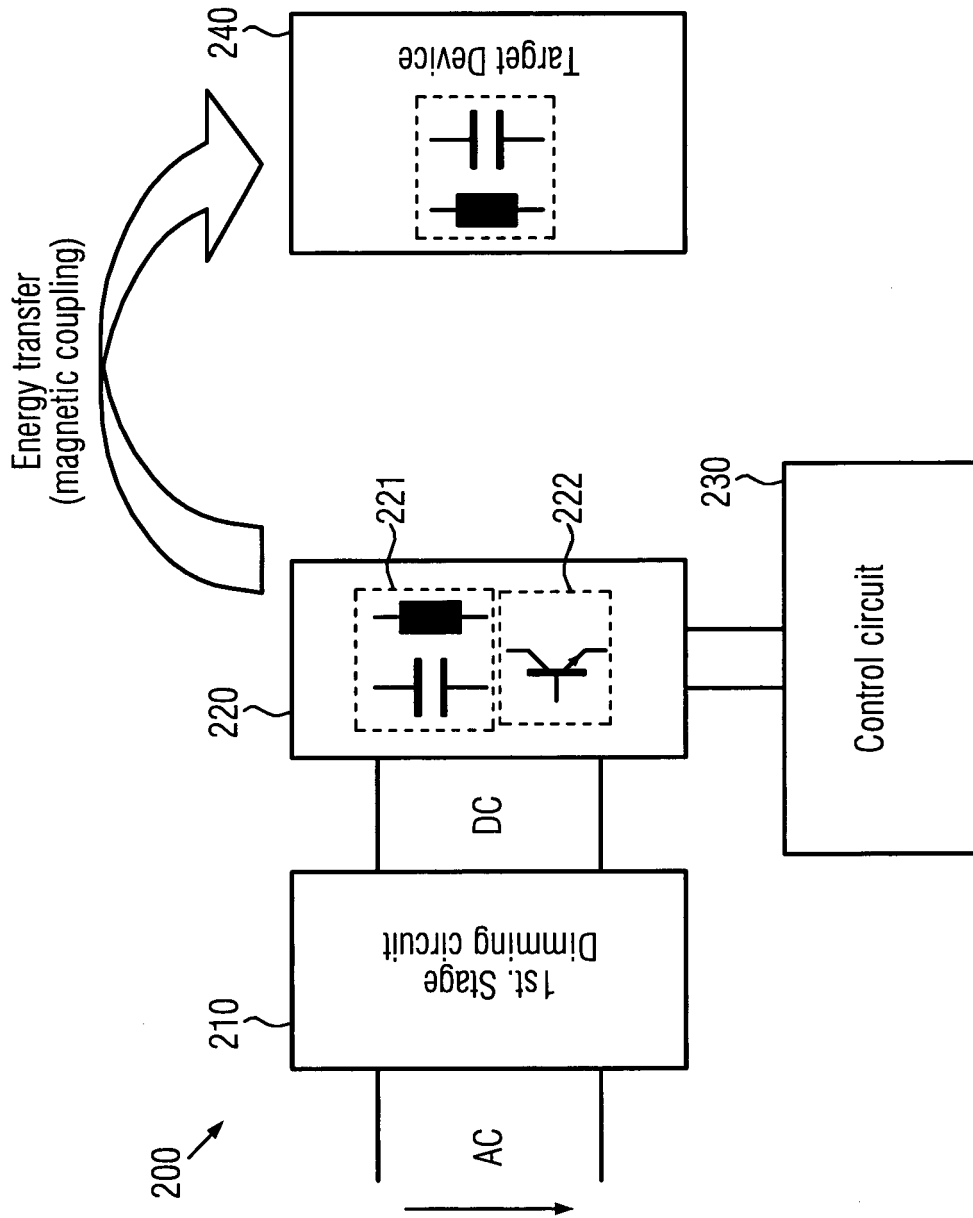 Energy transfer
(magnetic coupling)
240
Target Device
221
222
220
230
Control circuit
DC
210
1st. Stage
Dimming circuit
200
AC